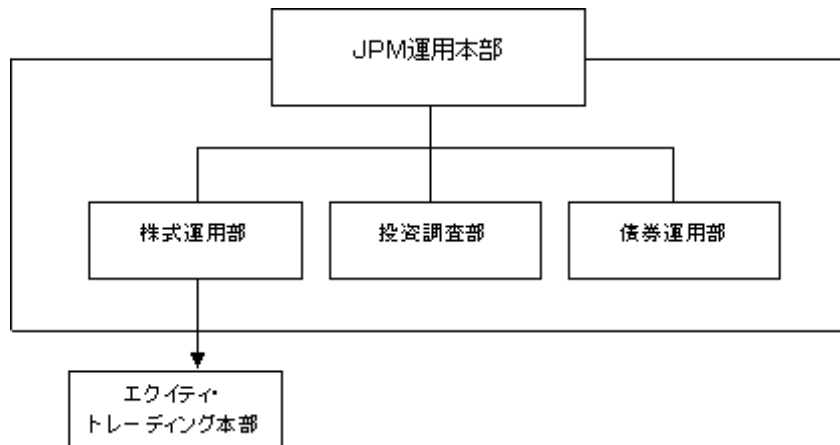 JPM運用本部
株式運用部
投資調査部
債券運用部
エクイティ・
トレーディング本部